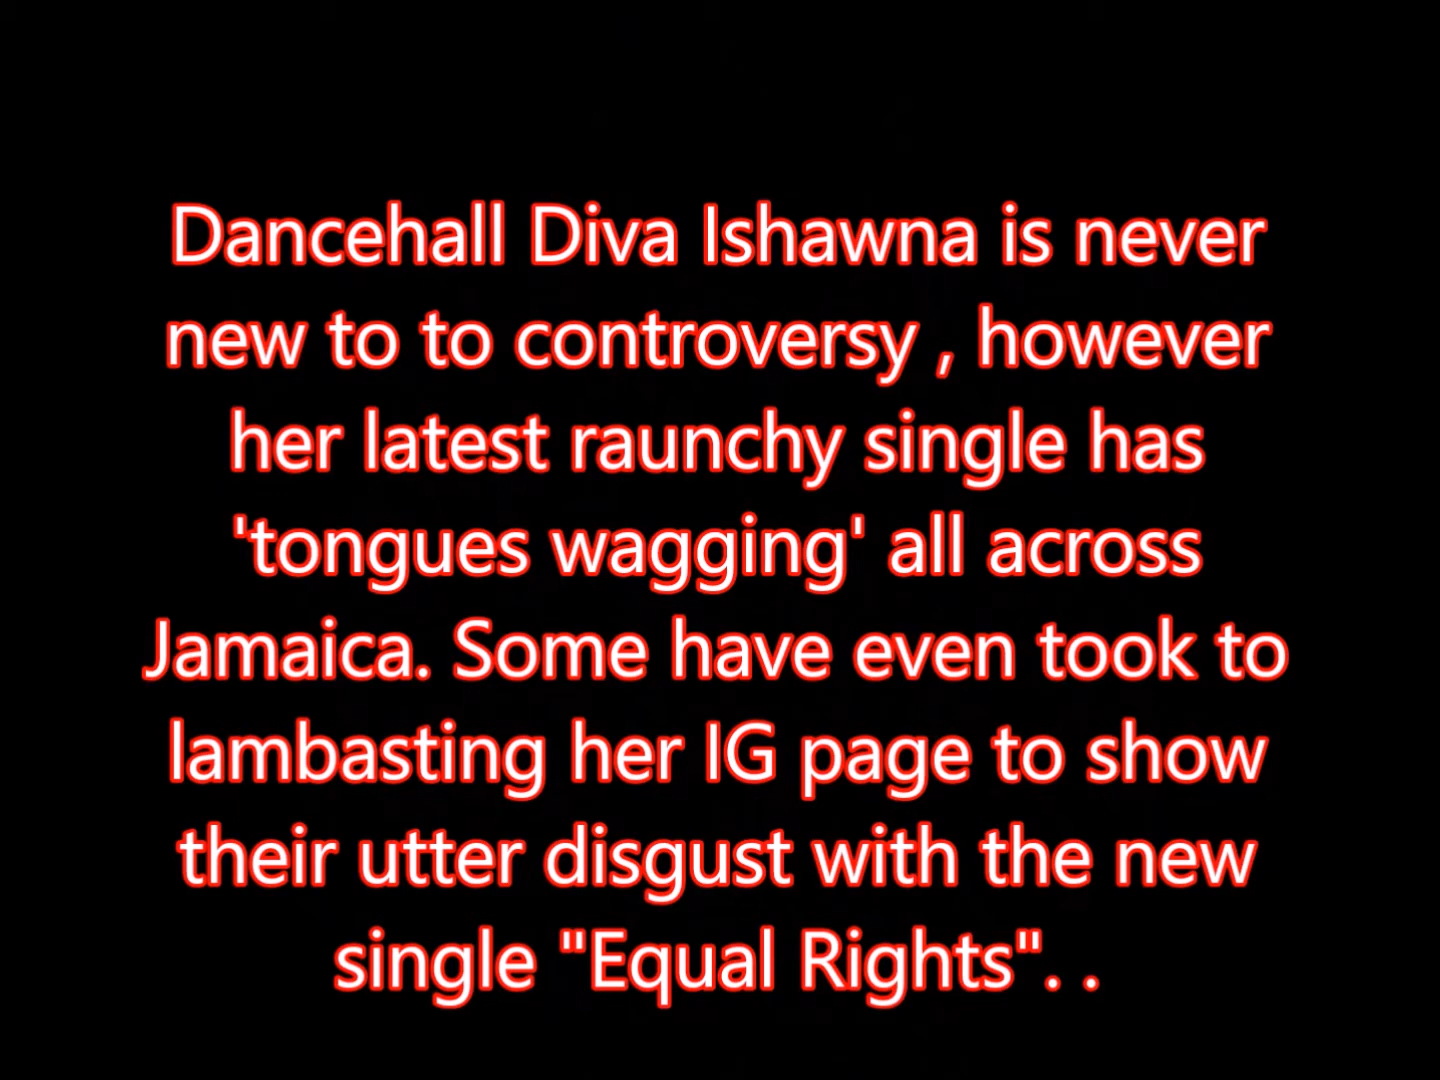 Dancehall Diva Ishawna is never
new to to controversy , however
her latest raunchy single has
'tongues wagging' all across
Jamaica. Some have even took to
lambasting her IG page to show
their utter disgust with the new
single "Equal Rights". .